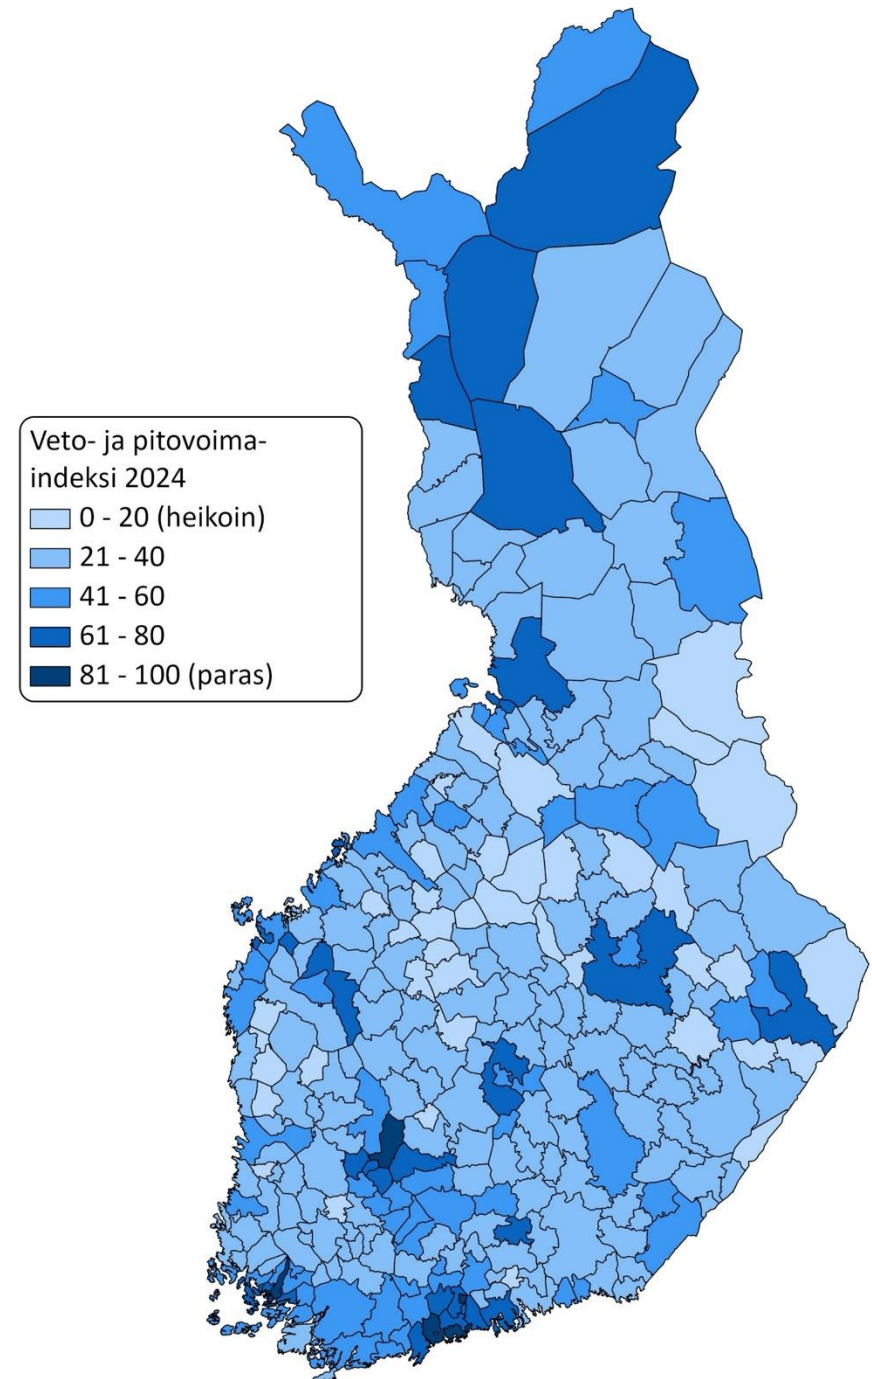 Veto- ja pitovoima-
indeksi 2024
0 - 20 (heikoin)
21 - 40
41 - 60
61 - 80
81 - 100 (paras)